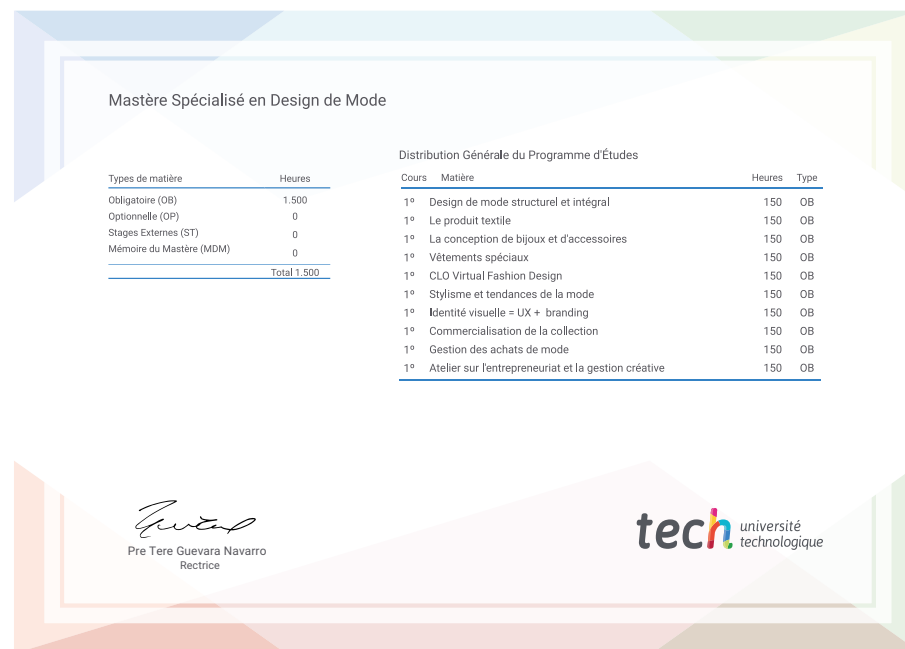 Mastère Spécialisé en Design de Mode
Types de matière Heures
Obligatoire (OB) 1.500
Optionnelle (OP) 0
Stages Externes (ST) 0
Mémoire du Mastère (MDM) 0
Total 1.500
Distribution Générale du Programme d'Études
Cours Matière Heures Type
1º Design de mode structurel et intégral 150 OB
1º Le produit textile 150 OB
1º La conception de bijoux et d'accessoires 150 OB
1º Vêtements spéciaux 150 OB
1º CLO Virtual Fashion Design 150 OB
1º Stylisme et tendances de la mode 150 OB
1º Identité visuelle = UX + branding 150 OB
1º Commercialisation de la collection 150 OB
1º Gestion des achats de mode 150 OB
1º Atelier sur l'entrepreneuriat et la gestion créative 150 OB
Pre Tere Guevara Navarro
Rectrice
tech université
technologique